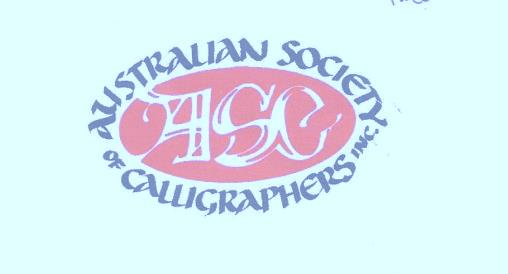 AUSTRALIAN SOCIETY
ASC
OF CALLIGRAPHERS INC.